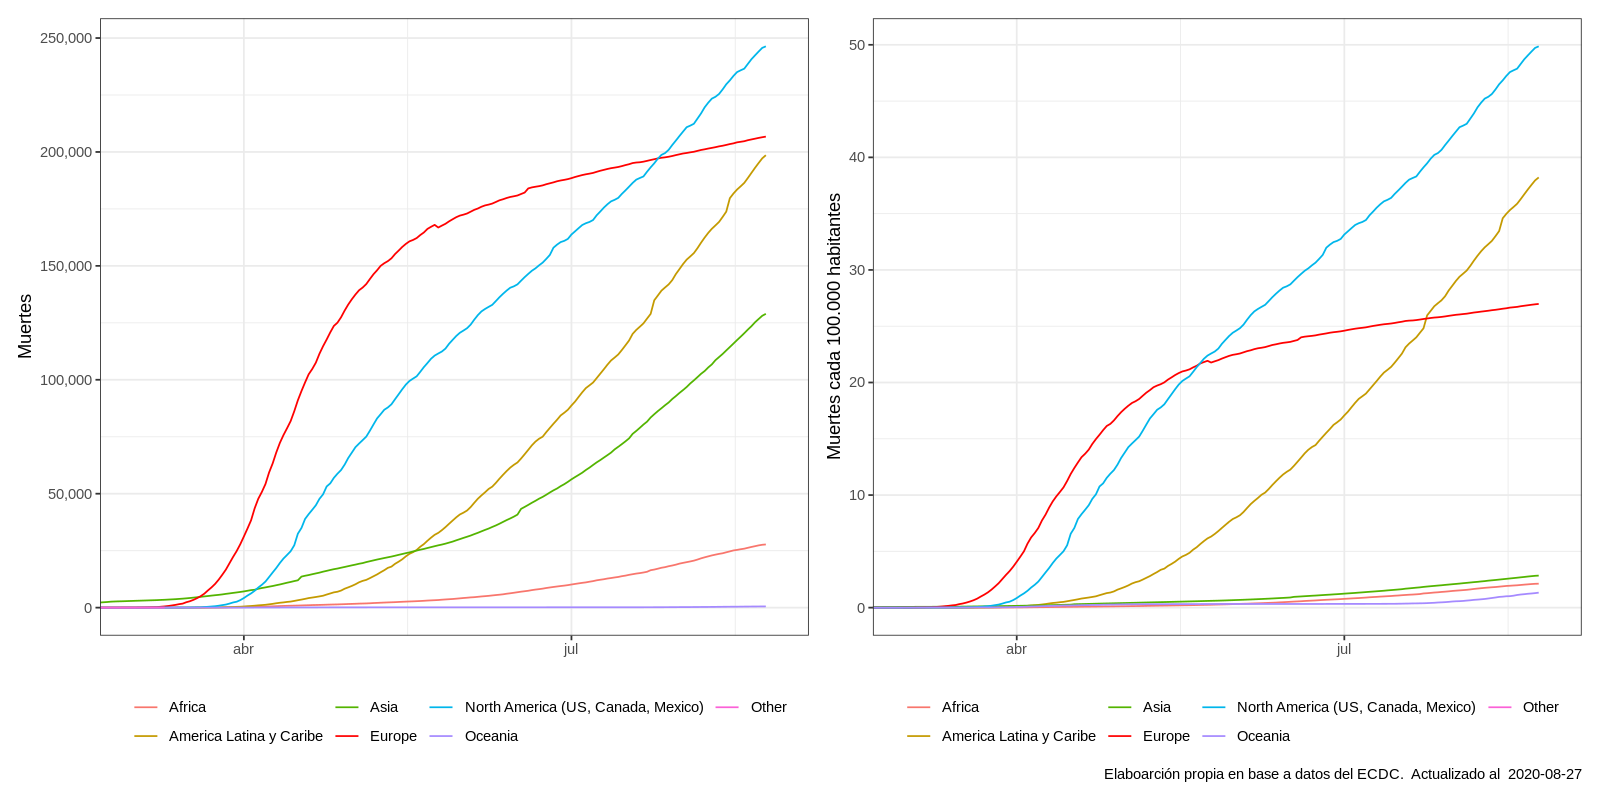 250,000
200,000
150,000
100,000
50,000
0
Muertes
abr
jul
Africa
Asia
North America (US, Canada, Mexico)
Other
America Latina y Caribe
Europe
Oceania
50
40
30
20
10
0
Muertes cada 100.000 habitantes
abr
jul
Africa
Asia
North America (US, Canada, Mexico)
Other
America Latina y Caribe
Europe
Oceania
Elaboarción propia en base a datos del ECDC.  Actualizado al  2020-08-27